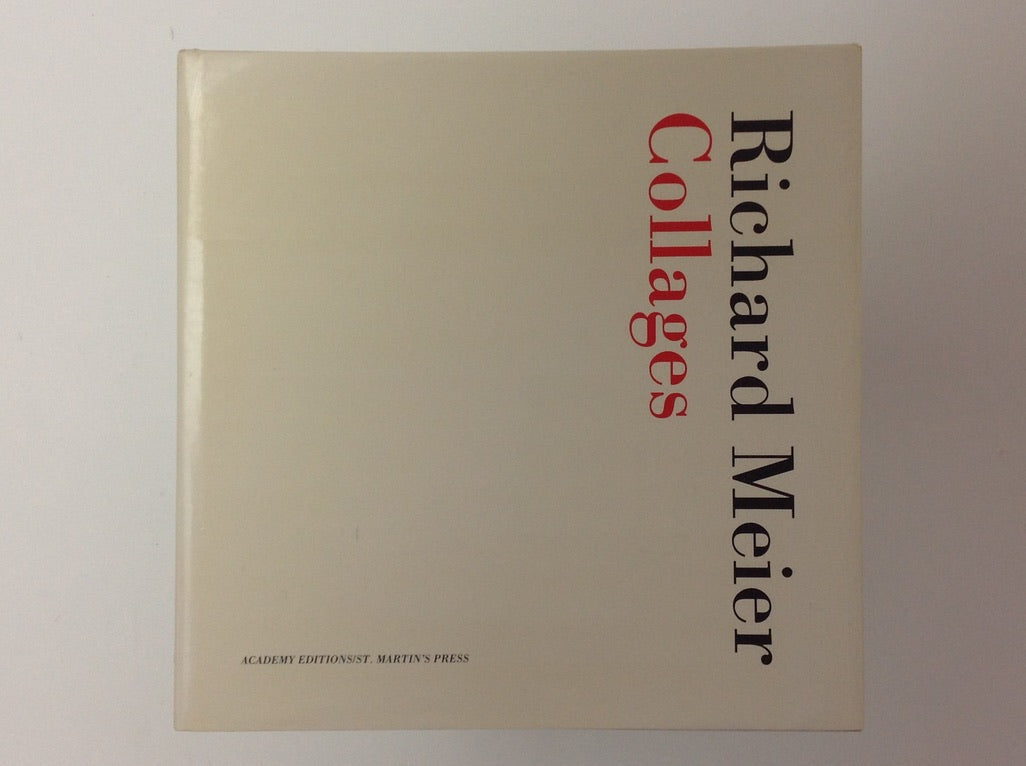 Richard Meier
Collages
ACADEMY EDITIONS/ST. MARTIN'S PRESS